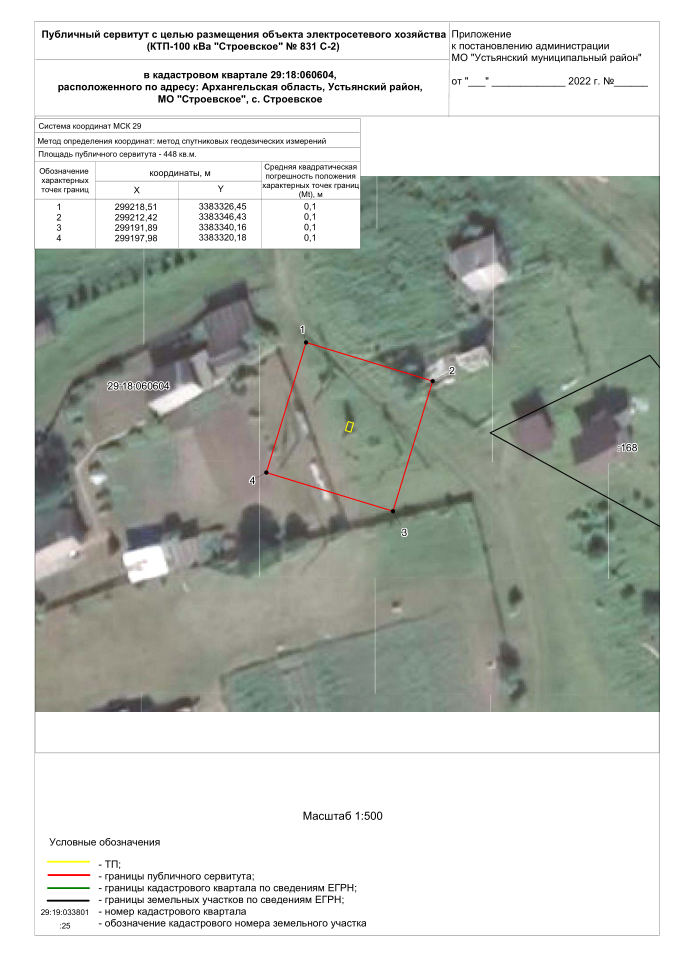 Публичный сервитут с целью размещения объекта электросетевого хозяйства
(КТП-100 кВа "Строевское" № 831 С-2)
в кадастровом квартале 29:18:060604,
расположенного по адресу: Архангельская область, Устьянский район,
МО "Строевское", с. Строевское
Приложение
к постановлению администрации
МО "Устьянский муниципальный район"
от "___" _____________ 2022 г. №______
Система координат МСК 29
Метод определения координат: метод спутниковых геодезических измерений
Площадь публичного сервитута - 448 кв.м.
Обозначение характерных точек границ
координаты, м
X
Y
Средняя квадратическая погрешность положения характерных точек границ (Mt), м
1 299218,51 3383326,45 0,1
2 299212,42 3383346,43 0,1
3 299191,89 3383340,16 0,1
4 299197,98 3383320,18 0,1
1
2
29:18:060604
:168
4
3
Масштаб 1:500
Условные обозначения
- ТП;
- границы публичного сервитута;
- границы кадастрового квартала по сведениям ЕГРН;
- границы земельных участков по сведениям ЕГРН;
29:19:033801 - номер кадастрового квартала
:25 - обозначение кадастрового номера земельного участка